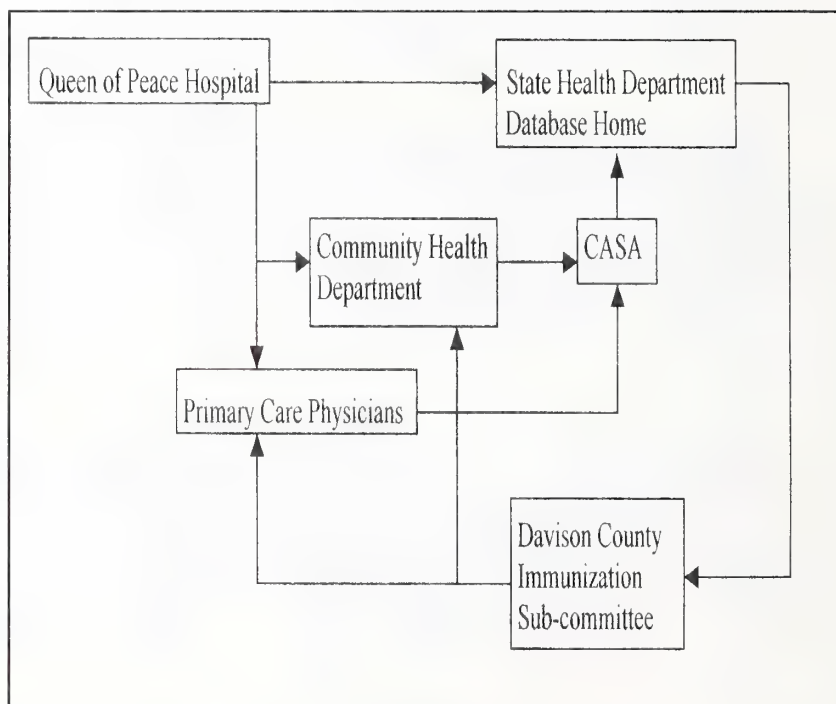 Queen of Peace Hospital
State Health Department
Database Home
Community Health
Department
CASA
Primary Care Physicians
Davison County
Immunization
Sub-committee